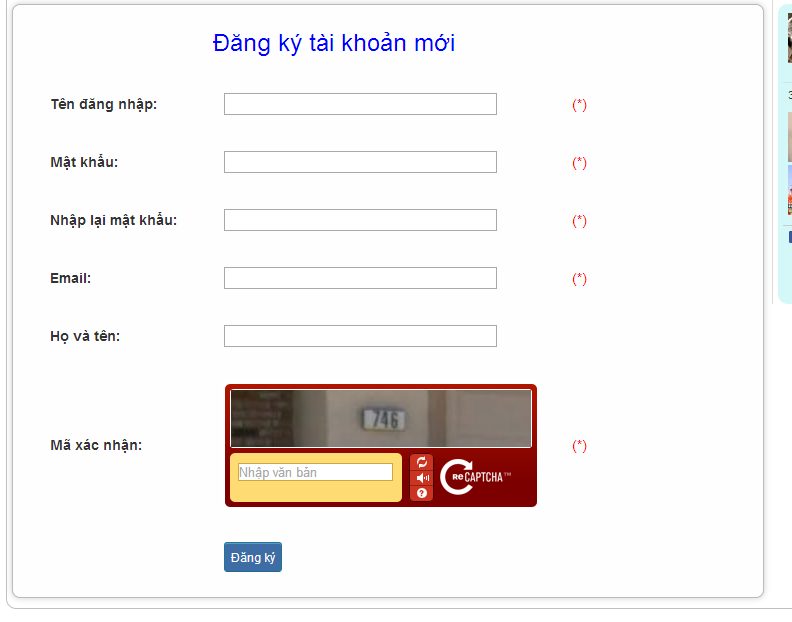 Đăng ký tài khoản mới
Tên đăng nhập:
(*)
Mật khẩu:
(*)
Nhập lại mật khẩu:
(*)
Email:
(*)
Họ và tên:
746
Mã xác nhận:
(*)
Nhập văn bản
?
ReCAPTCHA™
Đăng ký